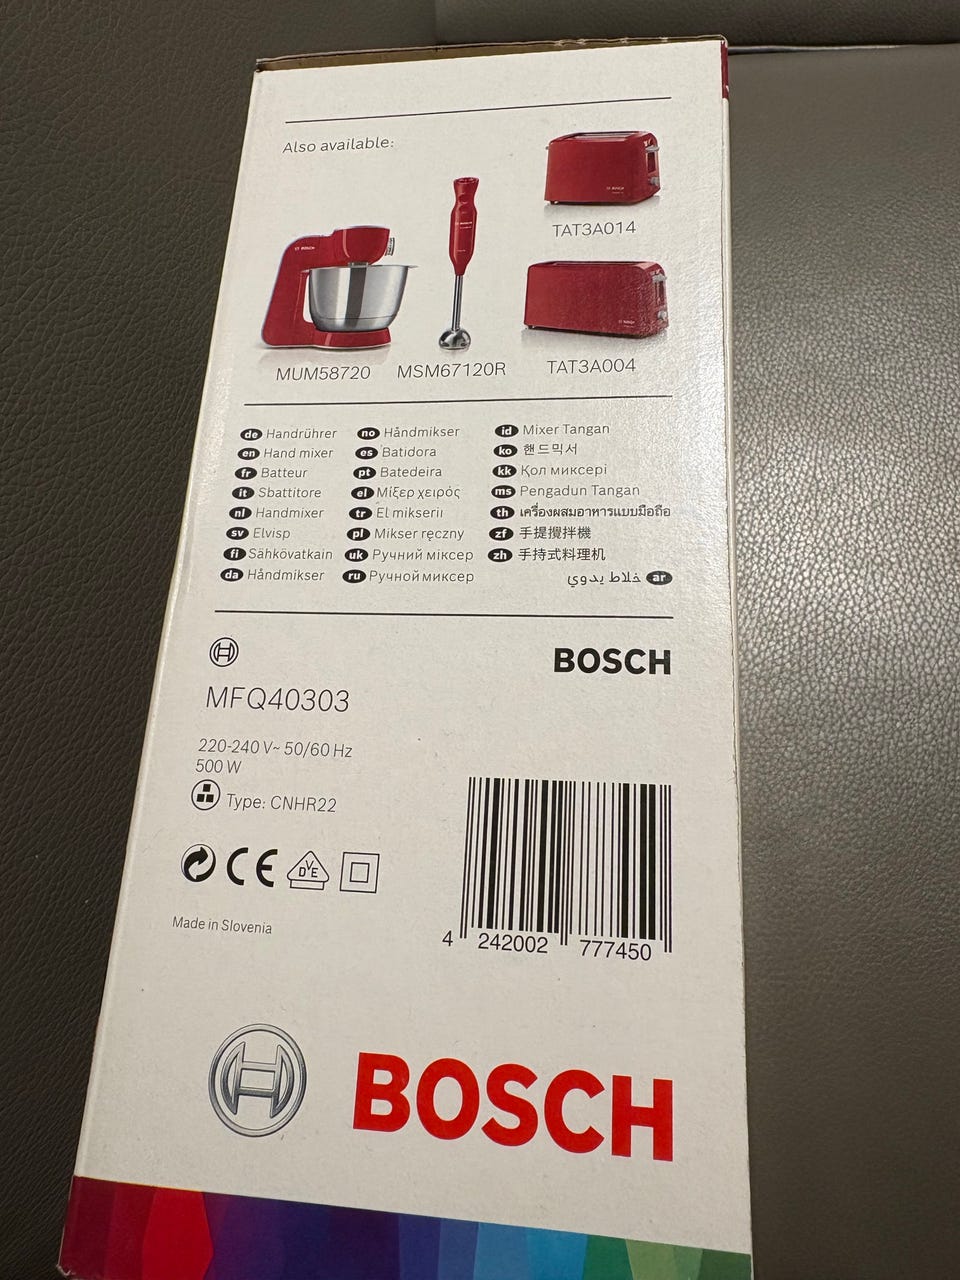 Also available:
BOSCH
BOSCH
TAT3A014
BOSCH
MUM58720
MSM67120R
TAT3A004
de Handrührer
en Hand mixer
fr Batteur
it Sbattitore
nl Handmixer
sv Elvisp
fi Sähkövatkain
da Håndmikser
no Håndmikser
es Batidora
pt Batedeira
el Μίξερ χειρός
tr El mikserii
pl Mikser ręczny
uk Ручний міксер
ru Ручной миксер
id Mixer Tangan
ko 핸드믹서
kk Қол миксері
ms Pengadun Tangan
th เครื่องผสมอาหารแบบมือถือ
zf 手提攪拌機
zh 手持式料理机
ar خلاط يدوي
BOSCH
MFQ40303
220-240 V~ 50/60 Hz
500 W
Type: CNHR22
CE
DVE
Made in Slovenia
4 242002 777450
BOSCH